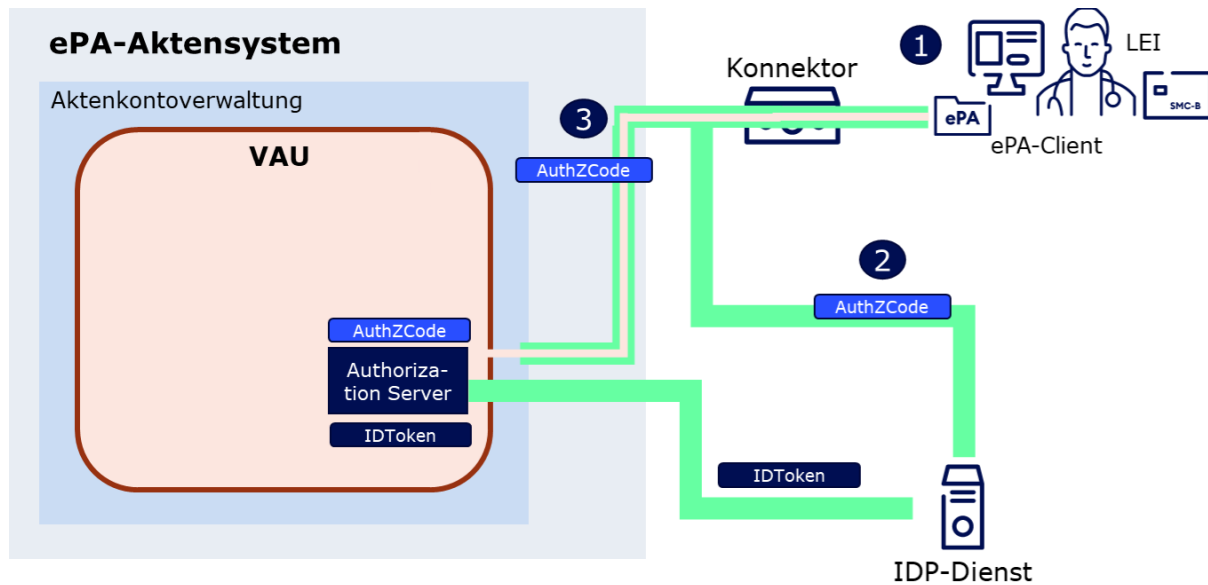 ePA-Aktensystem
Aktenkontoverwaltung
VAU
AuthZCode
Authoriza-
tion Server
IDToken
3
AuthZCode
Konnektor
1
LEI
SMC-B
ePA
ePA-Client
2
AuthZCode
IDToken
IDP-Dienst